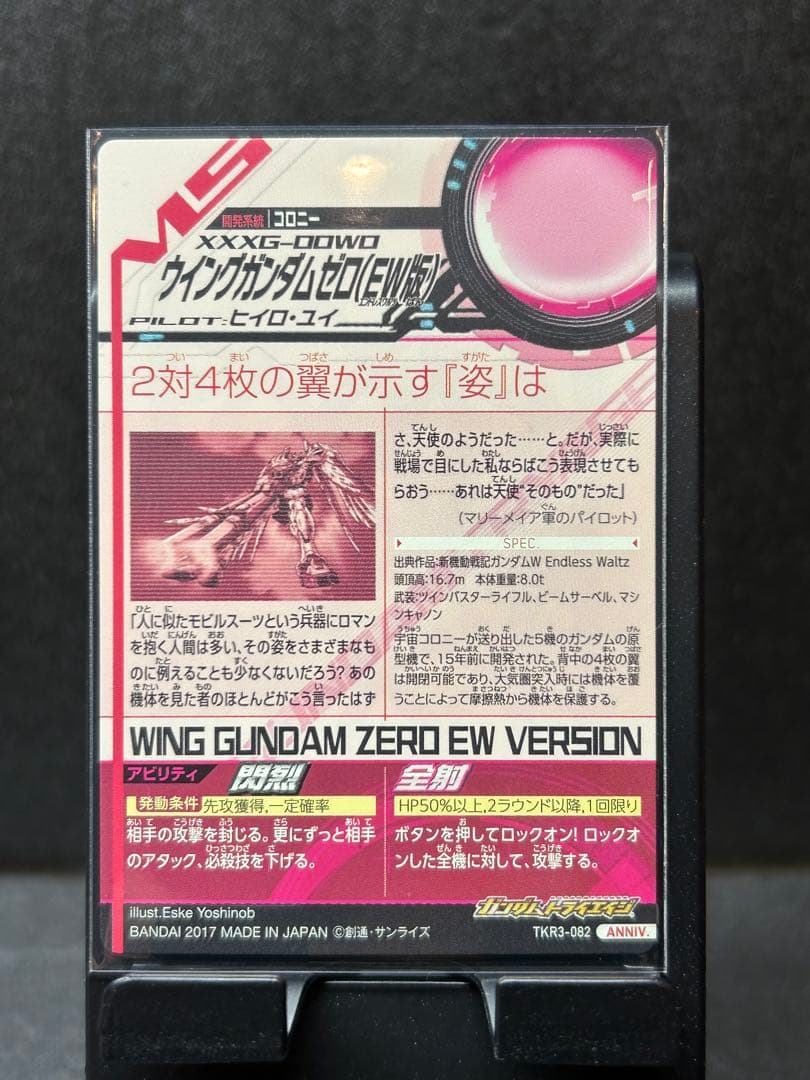 MS
開発系統 コロニー
XXXG-00W0
ウイングガンダムゼロ(EW版)
PILOT:ヒイロ・ユイ
2対4枚の翼が示す『姿』は
「人に似たモビルスーツという兵器にロマン
を抱く人間は多い、その姿をさまざまなも
のに例えることも少なくないだろう? あの
機体を見た者のほとんどがこう言ったはず
さ、天使のようだった……と。だが、実際に
戦場で目にした私ならばこう表現させても
らおう……あれは天使“そのもの”だった」
(マリーメイア軍のパイロット)
SPEC.
出典作品:新機動戦記ガンダムW Endless Waltz
頭頂高:16.7m 本体重量:8.0t
武装:ツインバスターライフル、ビームサーベル、マシ
ンキャノン
宇宙コロニーが送り出した5機のガンダムの原
型機で、15年前に開発された。背中の4枚の翼
は開閉可能であり、大気圏突入時には機体を覆
うことによって摩擦熱から機体を保護する。
WING GUNDAM ZERO EW VERSION
アビリティ 閃烈
発動条件 先攻獲得,一定確率
相手の攻撃を封じる。更にずっと相手
のアタック、必殺技を下げる。
全射
HP50%以上,2ラウンド以降,1回限り
ボタンを押してロックオン! ロックオ
ンした全機に対して、攻撃する。
illust.Eske Yoshinob
BANDAI 2017 MADE IN JAPAN ©創通・サンライズ
ガンダムトライエイジ
TKR3-082 ANNIV.